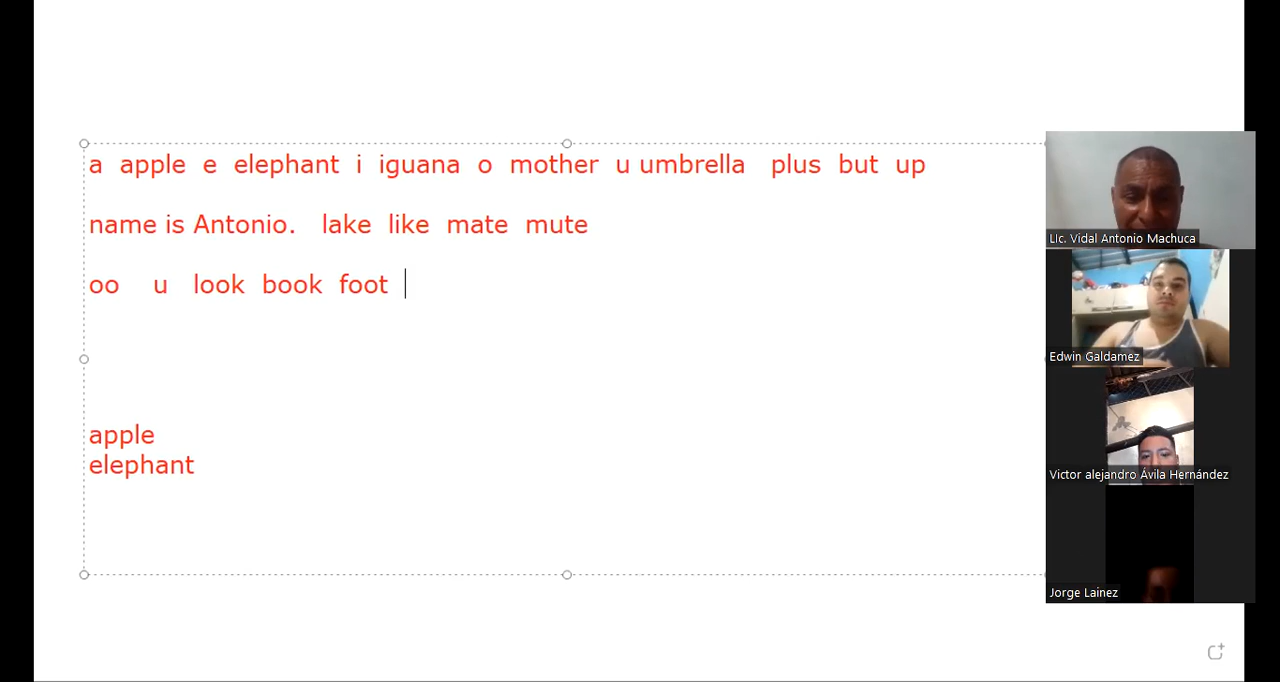 a apple e elephant i iguana o mother u umbrella plus but up
name is Antonio. lake like mate mute
oo u look book foot
apple
elephant
LIc. Vidal Antonio Machuca
Edwin Galdamez
Victor alejandro Ávila Hernández
Jorge Lainez